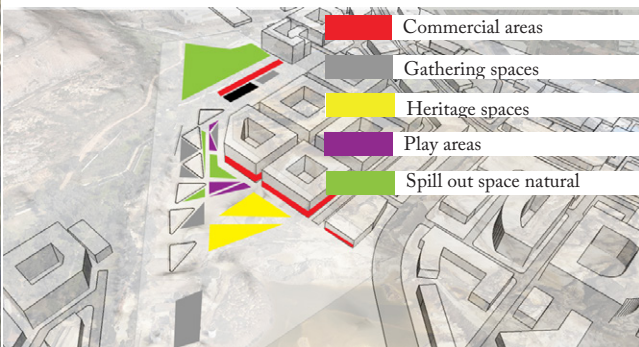 Commercial areas
Gathering spaces
Heritage spaces
Play areas
Spill out space natural